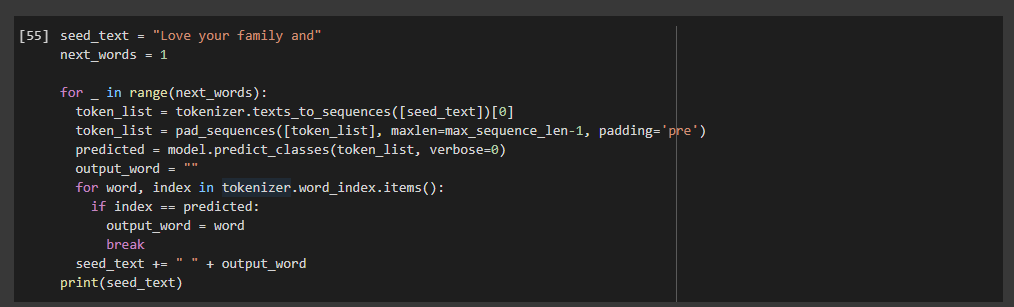 [55] seed_text = "Love your family and"
next_words = 1
for _ in range(next_words):
token_list = tokenizer.texts_to_sequences([seed_text])[0]
token_list = pad_sequences([token_list], maxlen=max_sequence_len-1, padding='pre')
predicted = model.predict_classes(token_list, verbose=0)
output_word = ""
for word, index in tokenizer.word_index.items():
if index == predicted:
output_word = word
break
seed_text += " " + output_word
print(seed_text)